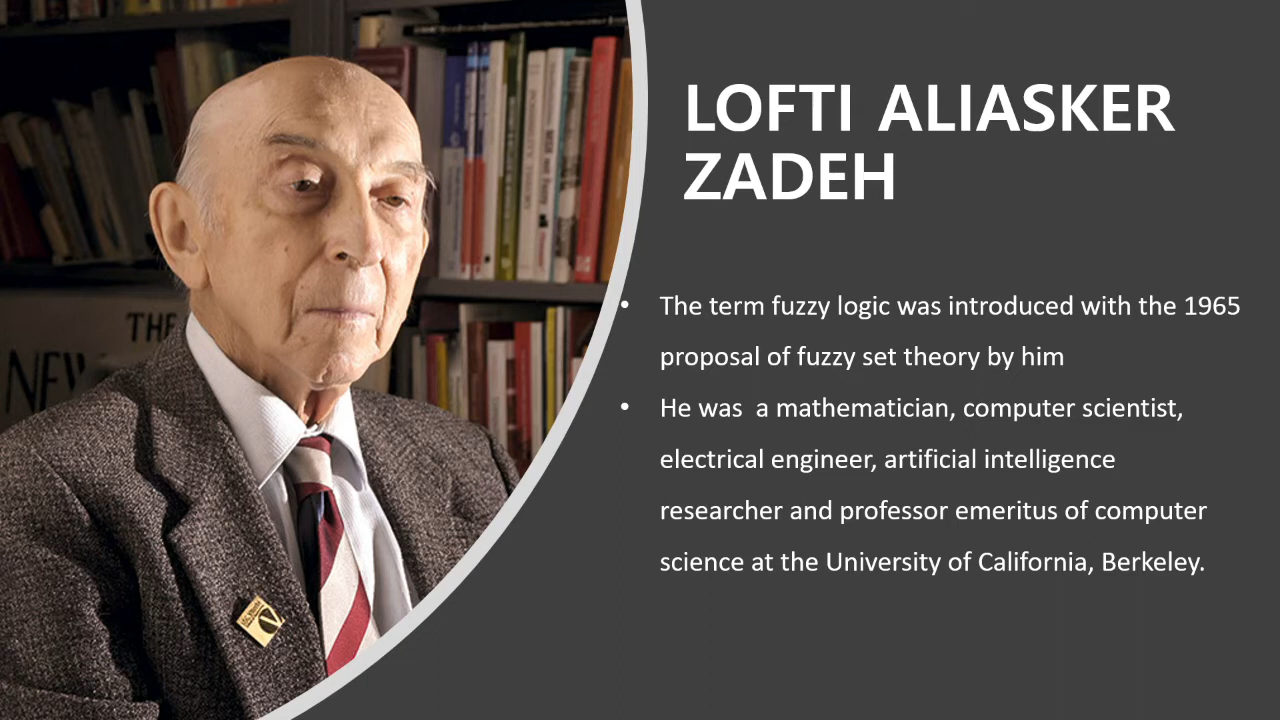 LOFTI ALIASKER
ZADEH
• The term fuzzy logic was introduced with the 1965
proposal of fuzzy set theory by him
• He was  a mathematician, computer scientist,
electrical engineer, artificial intelligence
researcher and professor emeritus of computer
science at the University of California, Berkeley.
THE
NEW